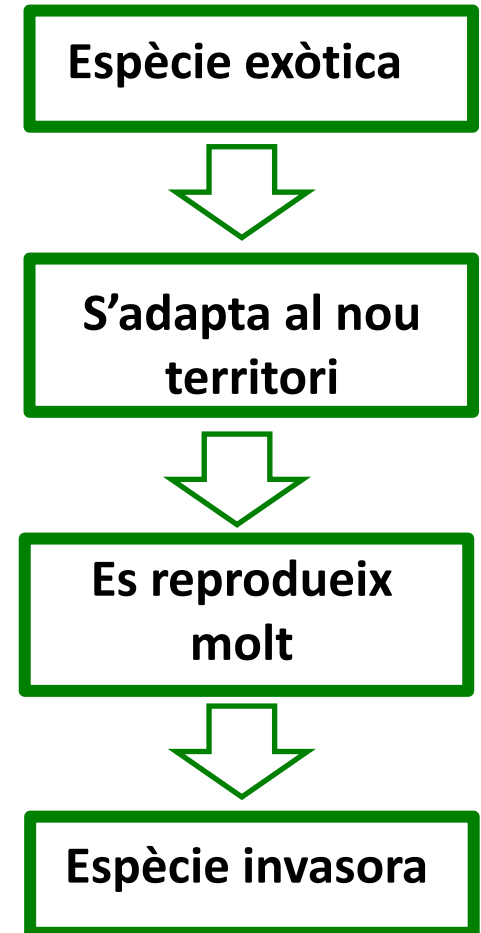 Espècie exòtica
S’adapta al nou
territori
Es reprodueix
molt
Espècie invasora